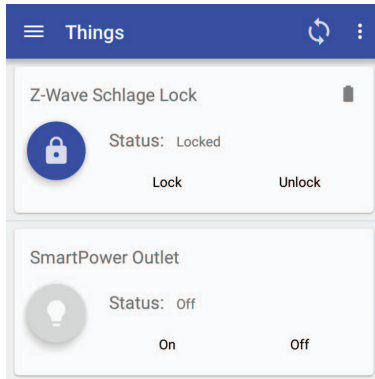 Things
Z-Wave Schlage Lock
Status: Locked
Lock Unlock
SmartPower Outlet
Status: Off
On Off